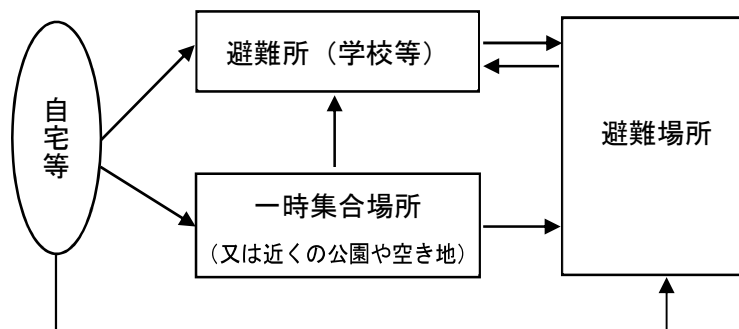 自宅等
避難所（学校等）
避難場所
一時集合場所
（又は近くの公園や空き地）